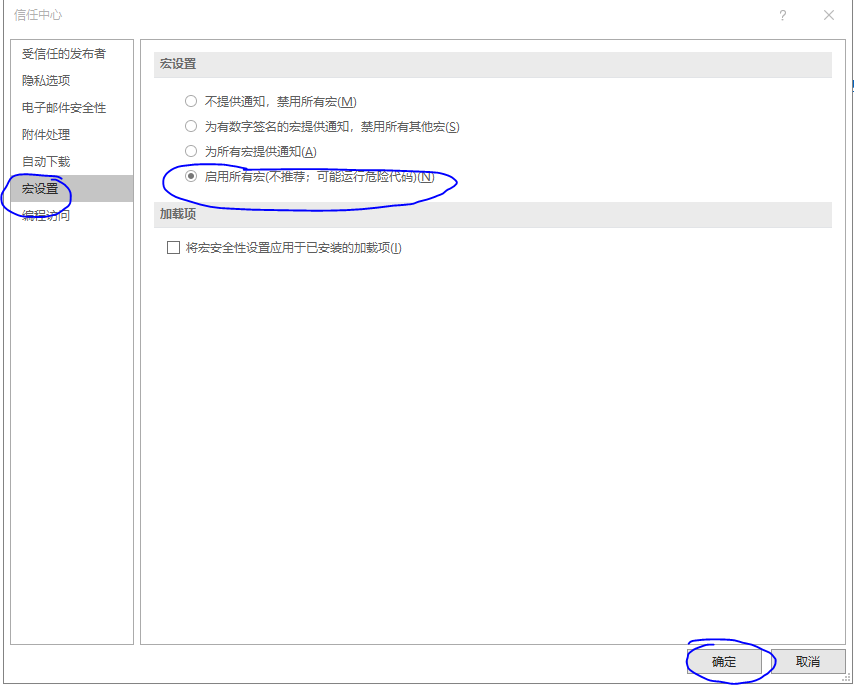 信任中心
?
受信任的发布者
隐私选项
电子邮件安全性
附件处理
自动下载
宏设置
编程访问
宏设置
不提供通知，禁用所有宏(M)
为有数字签名的宏提供通知，禁用所有其他宏(S)
为所有宏提供通知(A)
启用所有宏(不推荐；可能运行危险代码)(N)
加载项
将宏安全性设置应用于已安装的加载项(I)
确定
取消